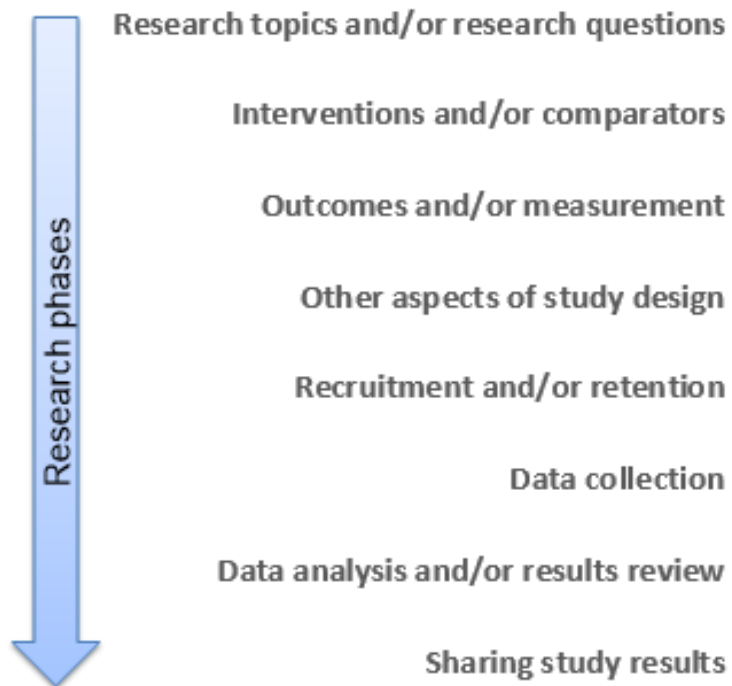 Research topics and/or research questions
Interventions and/or comparators
Outcomes and/or measurement
Other aspects of study design
Recruitment and/or retention
Data collection
Data analysis and/or results review
Sharing study results
Research phases